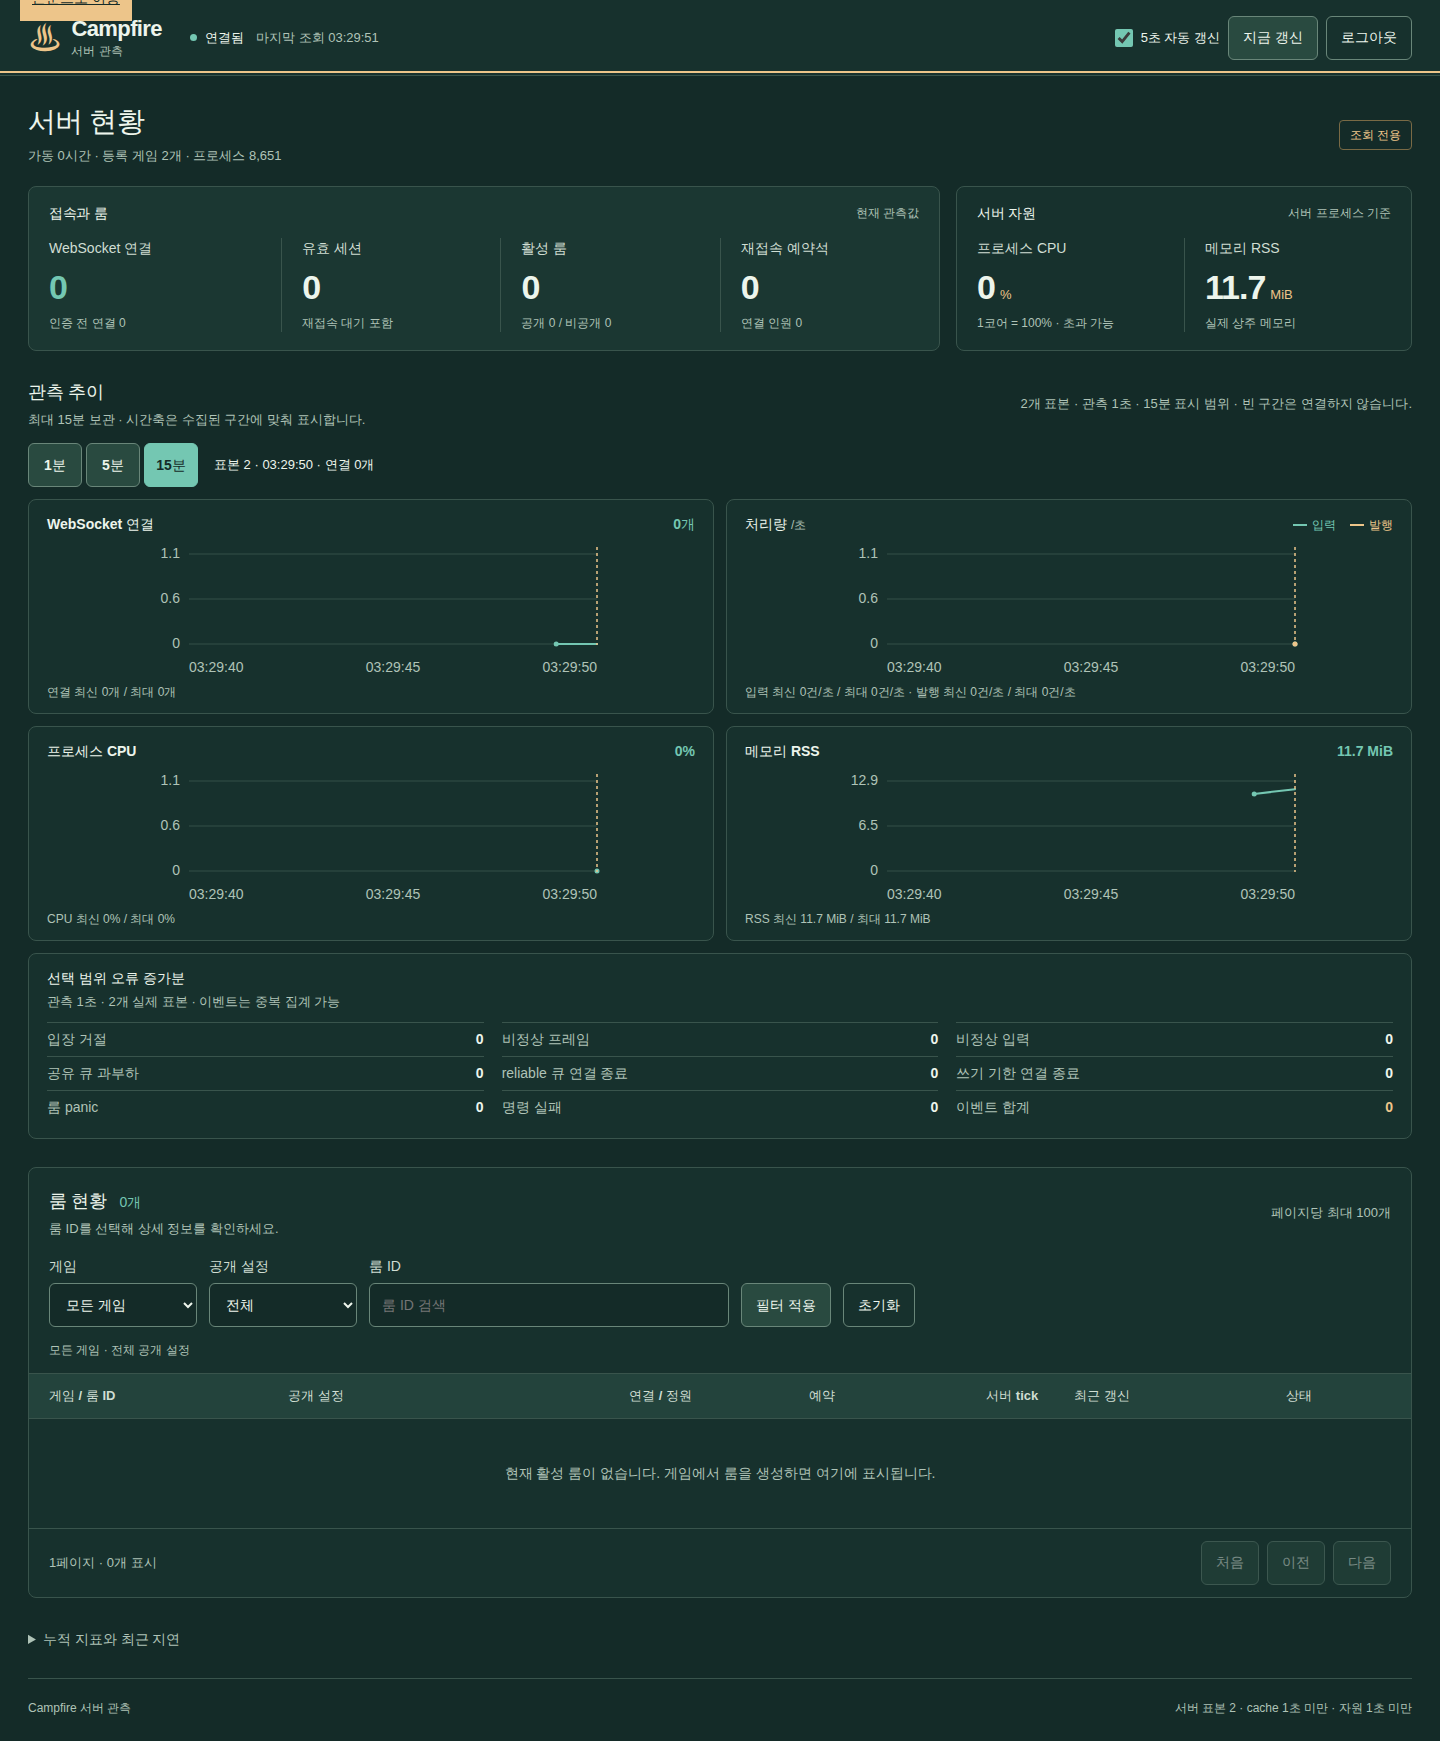 Campfire
서버 관측
연결됨 마지막 조회 03:29:51
5초 자동 갱신
지금 갱신
로그아웃
서버 현황
가동 0시간 · 등록 게임 2개 · 프로세스 8,651
조회 전용
접속과 룸
현재 관측값
WebSocket 연결
0
인증 전 연결 0
유효 세션
0
재접속 대기 포함
활성 룸
0
공개 0 / 비공개 0
재접속 예약석
0
연결 인원 0
서버 자원
서버 프로세스 기준
프로세스 CPU
0 %
1코어 = 100% · 초과 가능
메모리 RSS
11.7 MiB
실제 상주 메모리
관측 추이
최대 15분 보관 · 시간축은 수집된 구간에 맞춰 표시합니다.
2개 표본 · 관측 1초 · 15분 표시 범위 · 빈 구간은 연결하지 않습니다.
1분
5분
15분
표본 2 · 03:29:50 · 연결 0개
WebSocket 연결
0개
1.1
0.6
0
03:29:40 03:29:45 03:29:50
연결 최신 0개 / 최대 0개
처리량 /초
입력 발행
1.1
0.6
0
03:29:40 03:29:45 03:29:50
입력 최신 0건/초 / 최대 0건/초 · 발행 최신 0건/초 / 최대 0건/초
프로세스 CPU
0%
1.1
0.6
0
03:29:40 03:29:45 03:29:50
CPU 최신 0% / 최대 0%
메모리 RSS
11.7 MiB
12.9
6.5
0
03:29:40 03:29:45 03:29:50
RSS 최신 11.7 MiB / 최대 11.7 MiB
선택 범위 오류 증가분
관측 1초 · 2개 실제 표본 · 이벤트는 중복 집계 가능
입장 거절 0
비정상 프레임 0
비정상 입력 0
공유 큐 과부하 0
reliable 큐 연결 종료 0
쓰기 기한 연결 종료 0
룸 panic 0
명령 실패 0
이벤트 합계 0
룸 현황 0개
룸 ID를 선택해 상세 정보를 확인하세요.
페이지당 최대 100개
게임
공개 설정
룸 ID
모든 게임
전체
룸 ID 검색
필터 적용
초기화
모든 게임 · 전체 공개 설정
게임 / 룸 ID 공개 설정 연결 / 정원 예약 서버 tick 최근 갱신 상태
현재 활성 룸이 없습니다. 게임에서 룸을 생성하면 여기에 표시됩니다.
1페이지 · 0개 표시
처음
이전
다음
▶ 누적 지표와 최근 지연
Campfire 서버 관측
서버 표본 2 · cache 1초 미만 · 자원 1초 미만